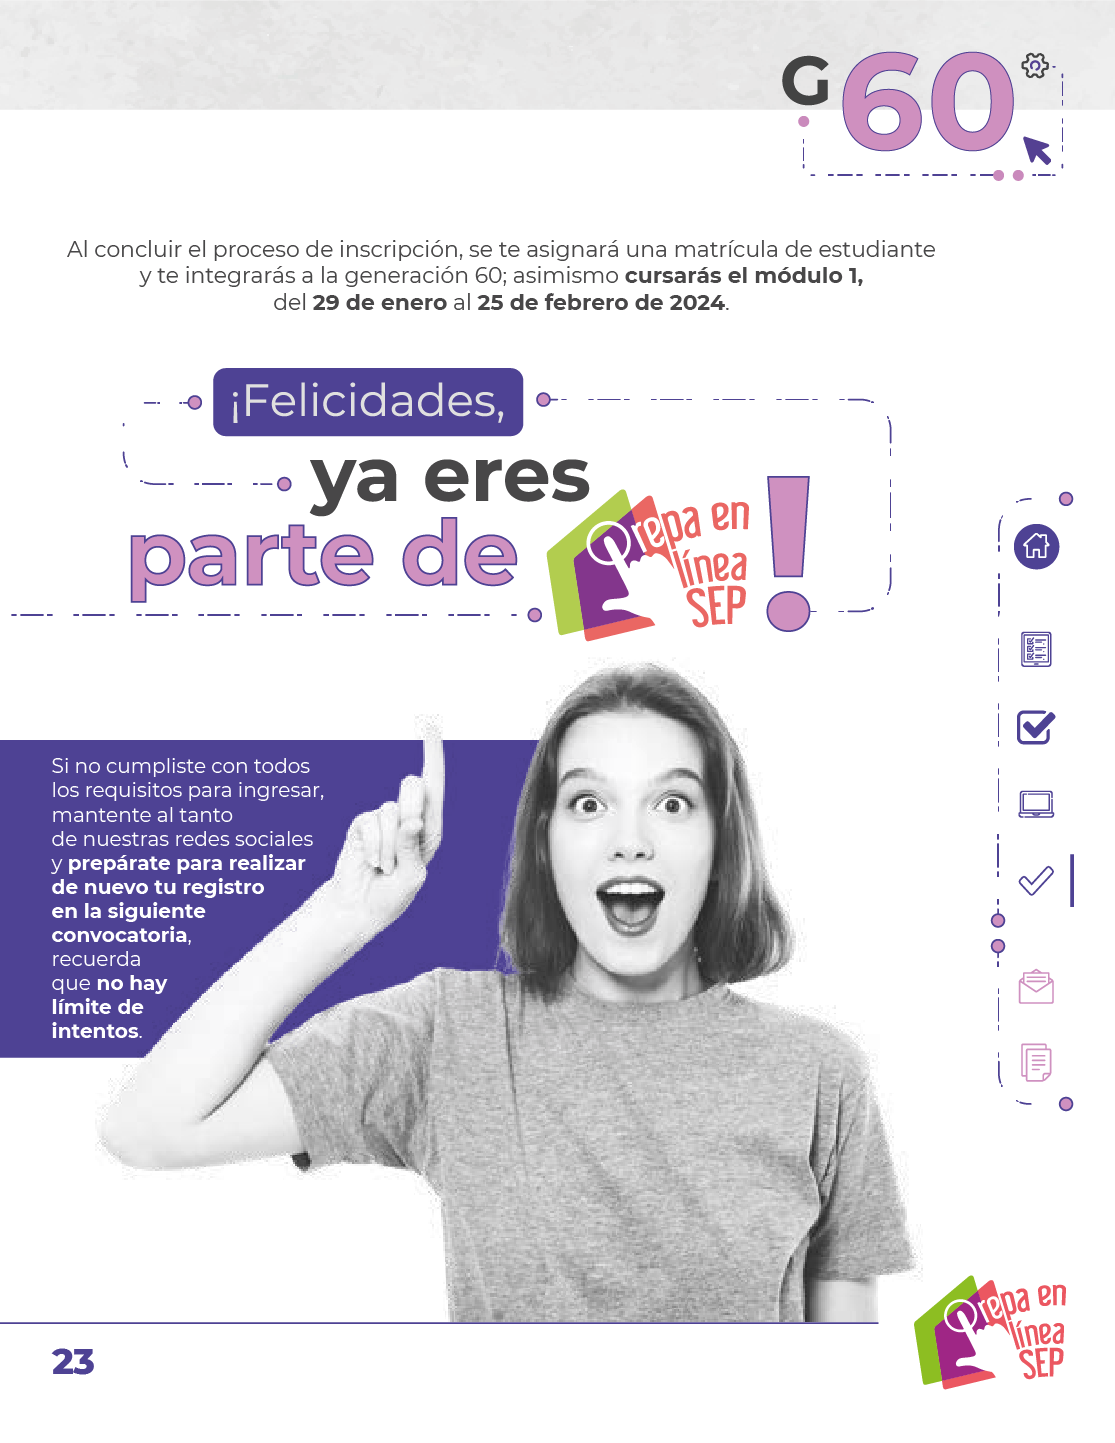 G60
Al concluir el proceso de inscripción, se te asignará una matrícula de estudiante
y te integrarás a la generación 60; asimismo cursarás el módulo 1,
del 29 de enero al 25 de febrero de 2024.
¡Felicidades,
ya eres
parte de
Prepa en
línea
SEP
!
Si no cumpliste con todos
los requisitos para ingresar,
mantente al tanto
de nuestras redes sociales
y prepárate para realizar
de nuevo tu registro
en la siguiente
convocatoria,
recuerda
que no hay
límite de
intentos.
23
Prepa en
línea
SEP